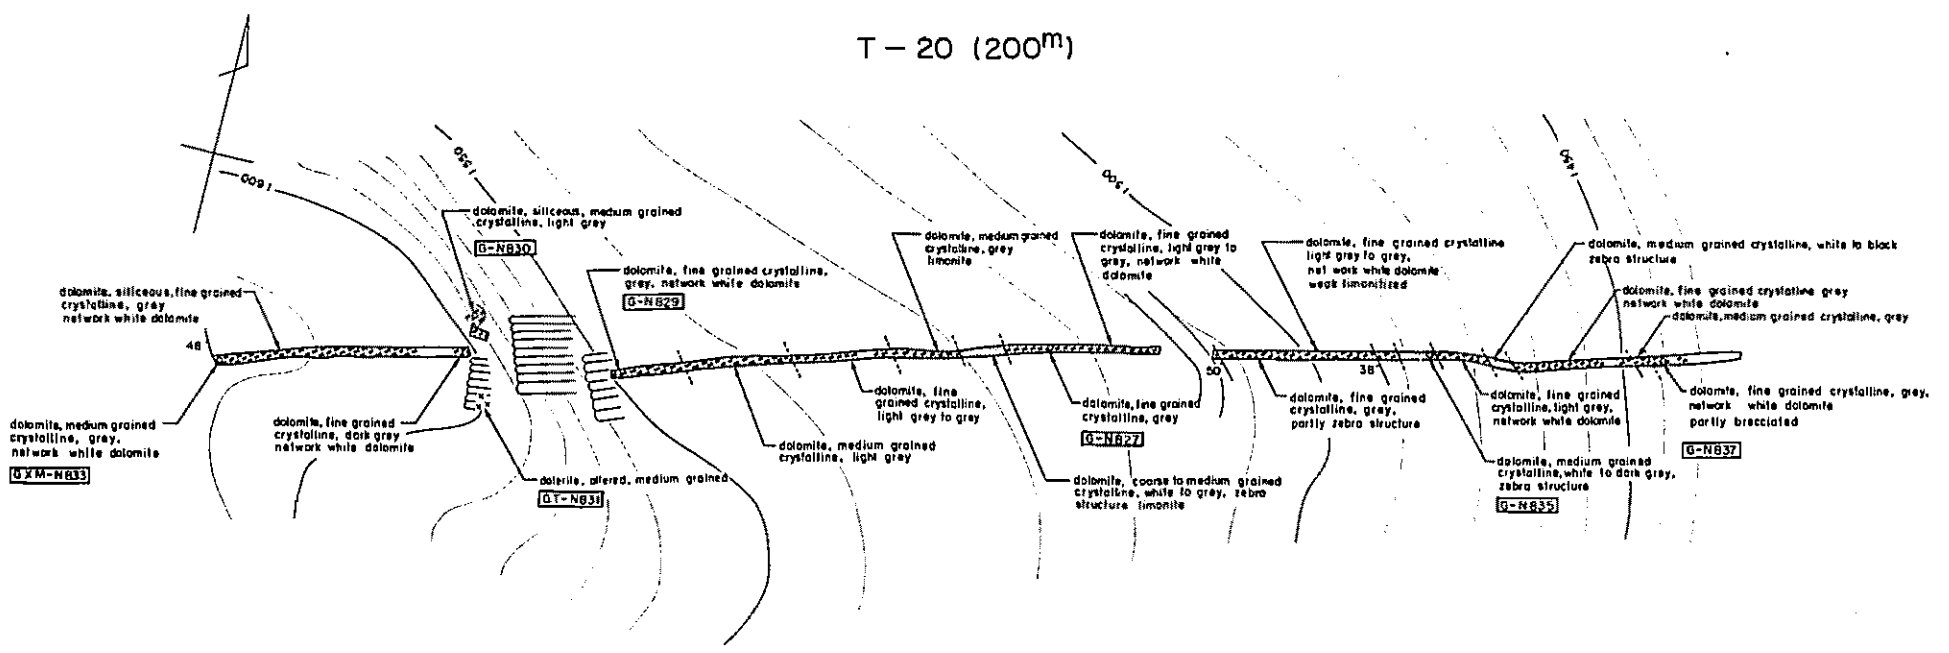 T-20 (200m)
1600
1550
1500
1450
dolomite, siliceous, medium grained
crystalline, light grey
G-N830
dolomite, siliceous, fine grained
crystalline, grey
network white dolomite
48
dolomite, medium grained
crystalline, grey,
network white dolomite
GXM-N833
dolomite, fine grained
crystalline, dark grey
network white dolomite
dolerite, altered, medium grained
GT-N831
dolomite, fine grained crystalline,
grey, network white dolomite
G-N829
dolomite, medium grained
crystalline, light grey
dolomite, fine
grained crystalline,
light grey to grey
dolomite, medium grained
crystalline, grey
limonite
dolomite, coarse to medium grained
crystalline, white to grey, zebra
structure limonite
dolomite, fine grained
crystalline, grey
G-N827
dolomite, fine grained
crystalline, light grey to
grey, network white
dolomite
50
dolomite, fine grained
crystalline, grey,
partly zebra structure
dolomite, fine grained crystalline
light grey to grey,
net work white dolomite
weak limonitized
38
dolomite, medium grained
crystalline, white to dark grey,
zebra structure
G-N835
dolomite, fine grained
crystalline, light grey,
network white dolomite
dolomite, medium grained crystalline, white to black
zebra structure
dolomite, fine grained crystalline grey
network white dolomite
dolomite, medium grained crystalline, grey
dolomite, fine grained crystalline, grey,
network white dolomite
partly brecciated
G-N837